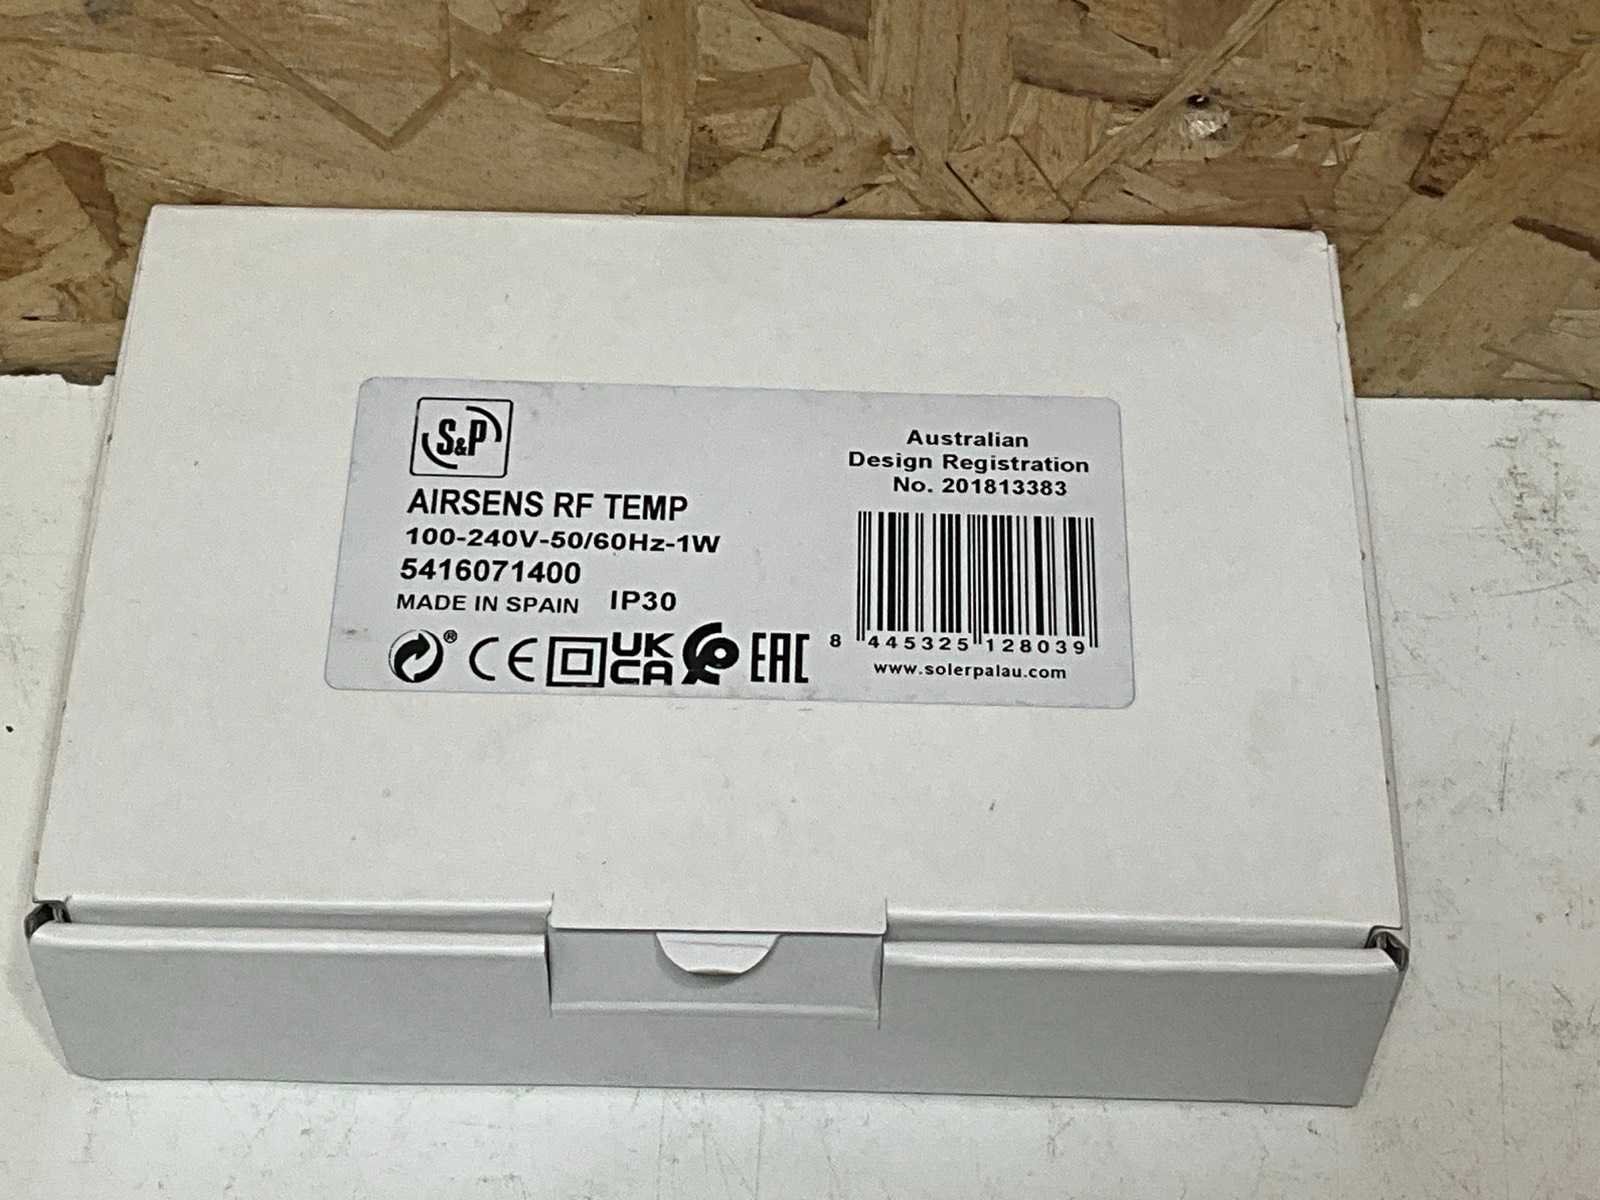 S&P
AIRSENS RF TEMP
100-240V-50/60Hz-1W
5416071400
MADE IN SPAIN IP30
® CE UK CA EAC
Australian
Design Registration
No. 201813383
8 445325 128039
www.solerpalau.com